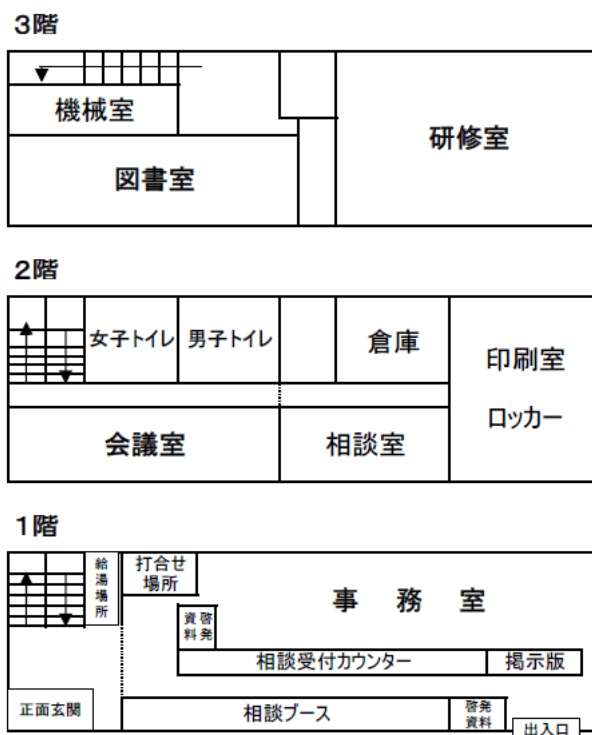 3階
機械室
研修室
図書室
2階
女子トイレ
男子トイレ
倉庫
印刷室
ロッカー
会議室
相談室
1階
給湯場所
打合せ
場所
事務室
啓発
資料
相談受付カウンター
掲示版
正面玄関
相談ブース
啓発
資料
出入口